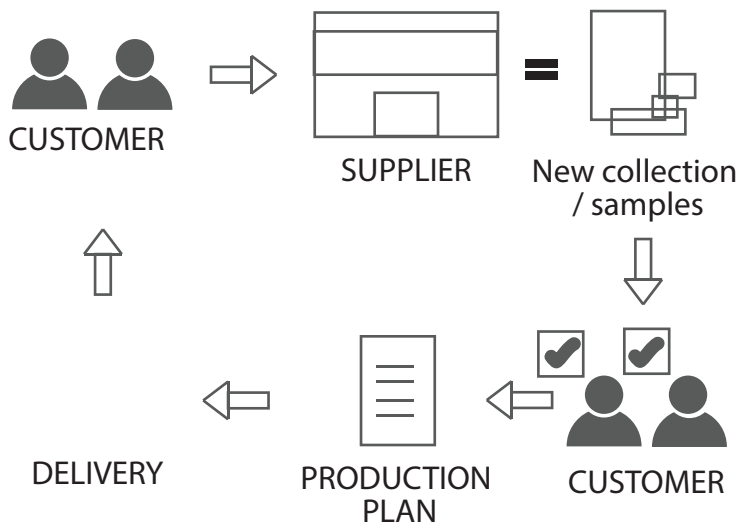 CUSTOMER
SUPPLIER
New collection
/ samples
DELIVERY
PRODUCTION
PLAN
CUSTOMER